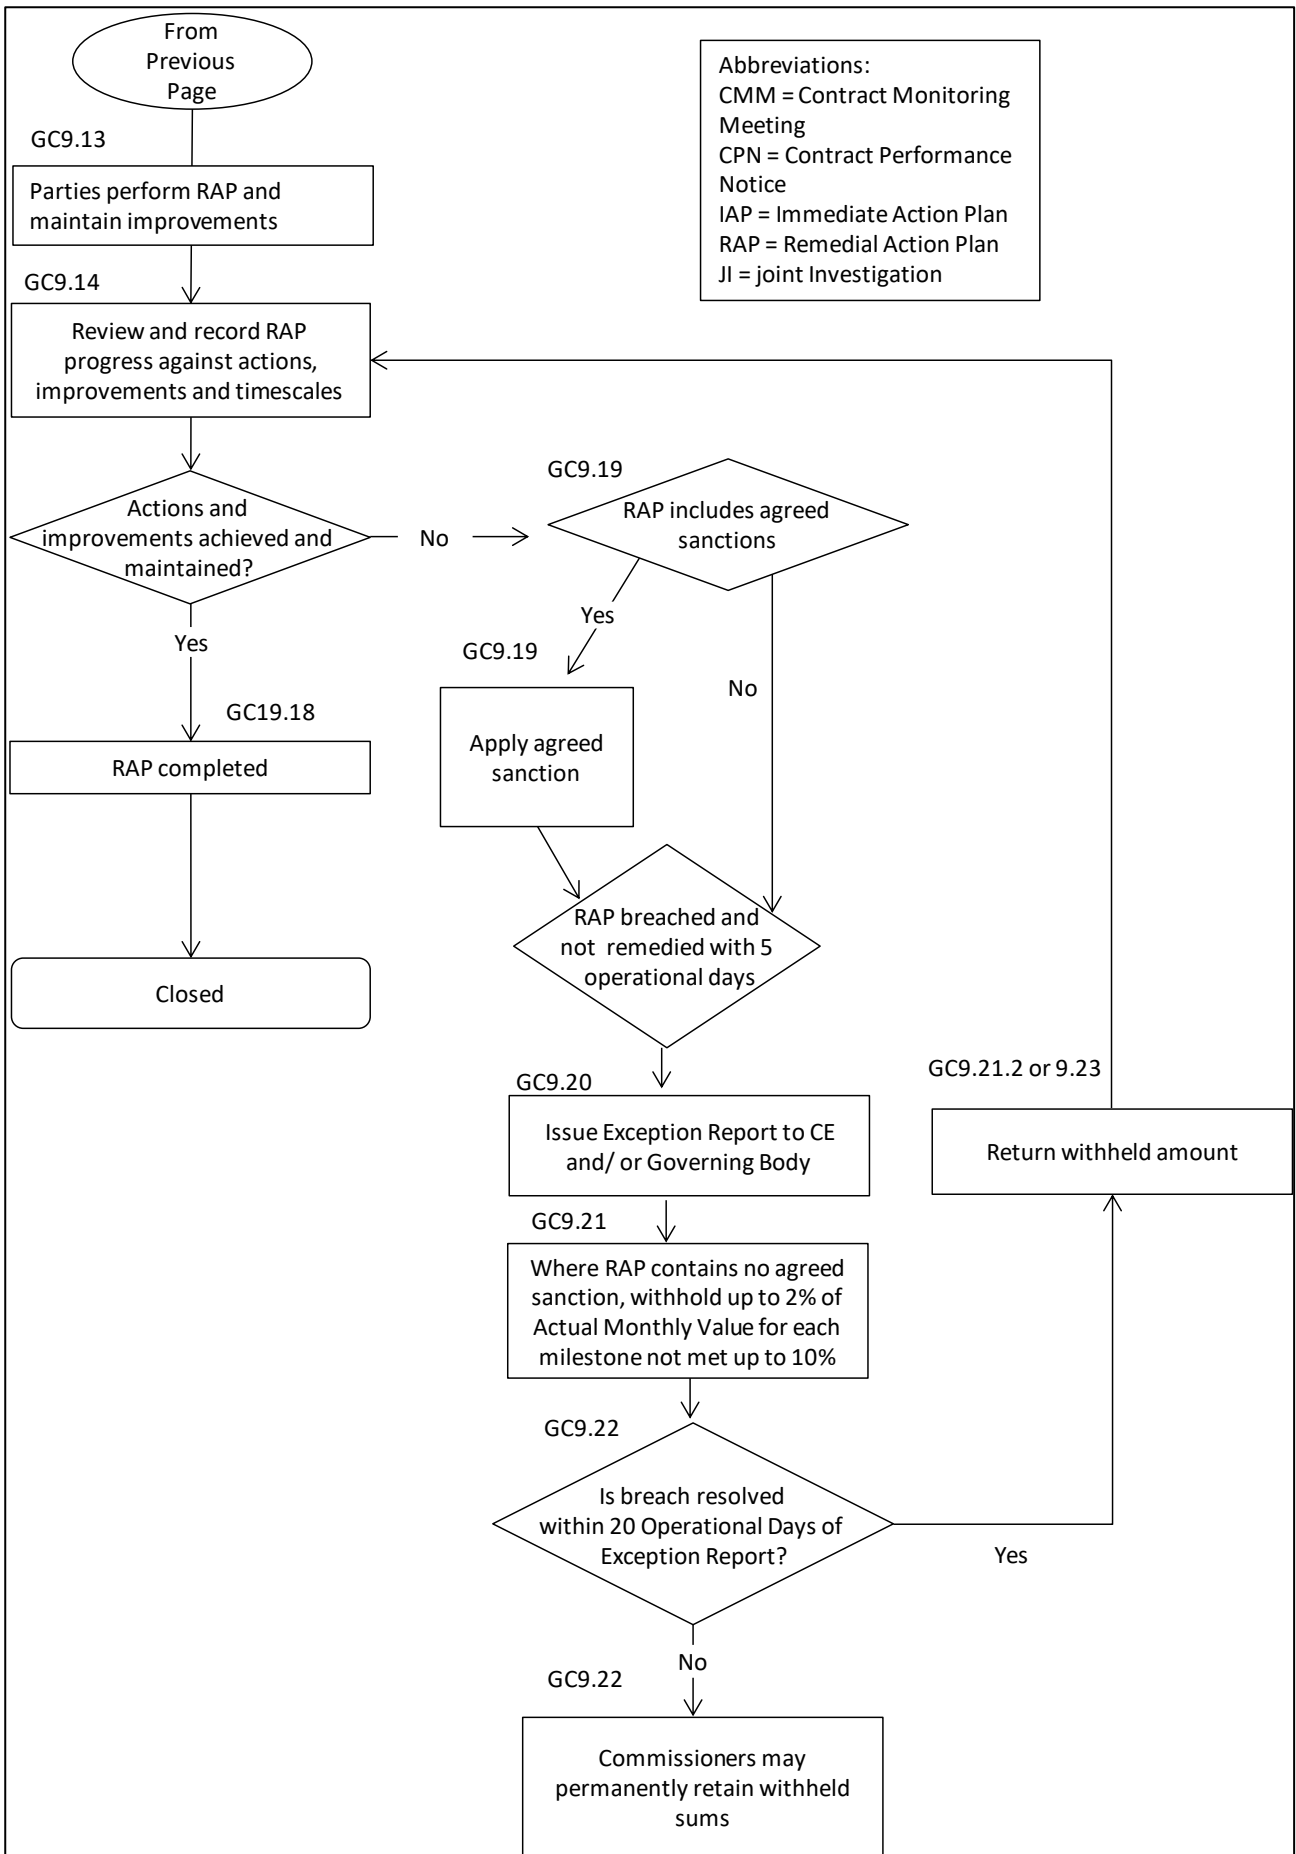 From
Previous
Page
Abbreviations:
CMM = Contract Monitoring
Meeting
CPN = Contract Performance
Notice
IAP = Immediate Action Plan
RAP = Remedial Action Plan
JI = joint Investigation
GC9.13
Parties perform RAP and
maintain improvements
GC9.14
Review and record RAP
progress against actions,
improvements and timescales
Actions and
improvements achieved and
maintained?
No
GC9.19
RAP includes agreed
sanctions
Yes
GC19.18
RAP completed
Closed
Yes
GC9.19
Apply agreed
sanction
No
RAP breached and
not remedied with 5
operational days
GC9.20
Issue Exception Report to CE
and/ or Governing Body
GC9.21
Where RAP contains no agreed
sanction, withhold up to 2% of
Actual Monthly Value for each
milestone not met up to 10%
GC9.22
Is breach resolved
within 20 Operational Days of
Exception Report?
Yes
GC9.21.2 or 9.23
Return withheld amount
No
GC9.22
Commissioners may
permanently retain withheld
sums